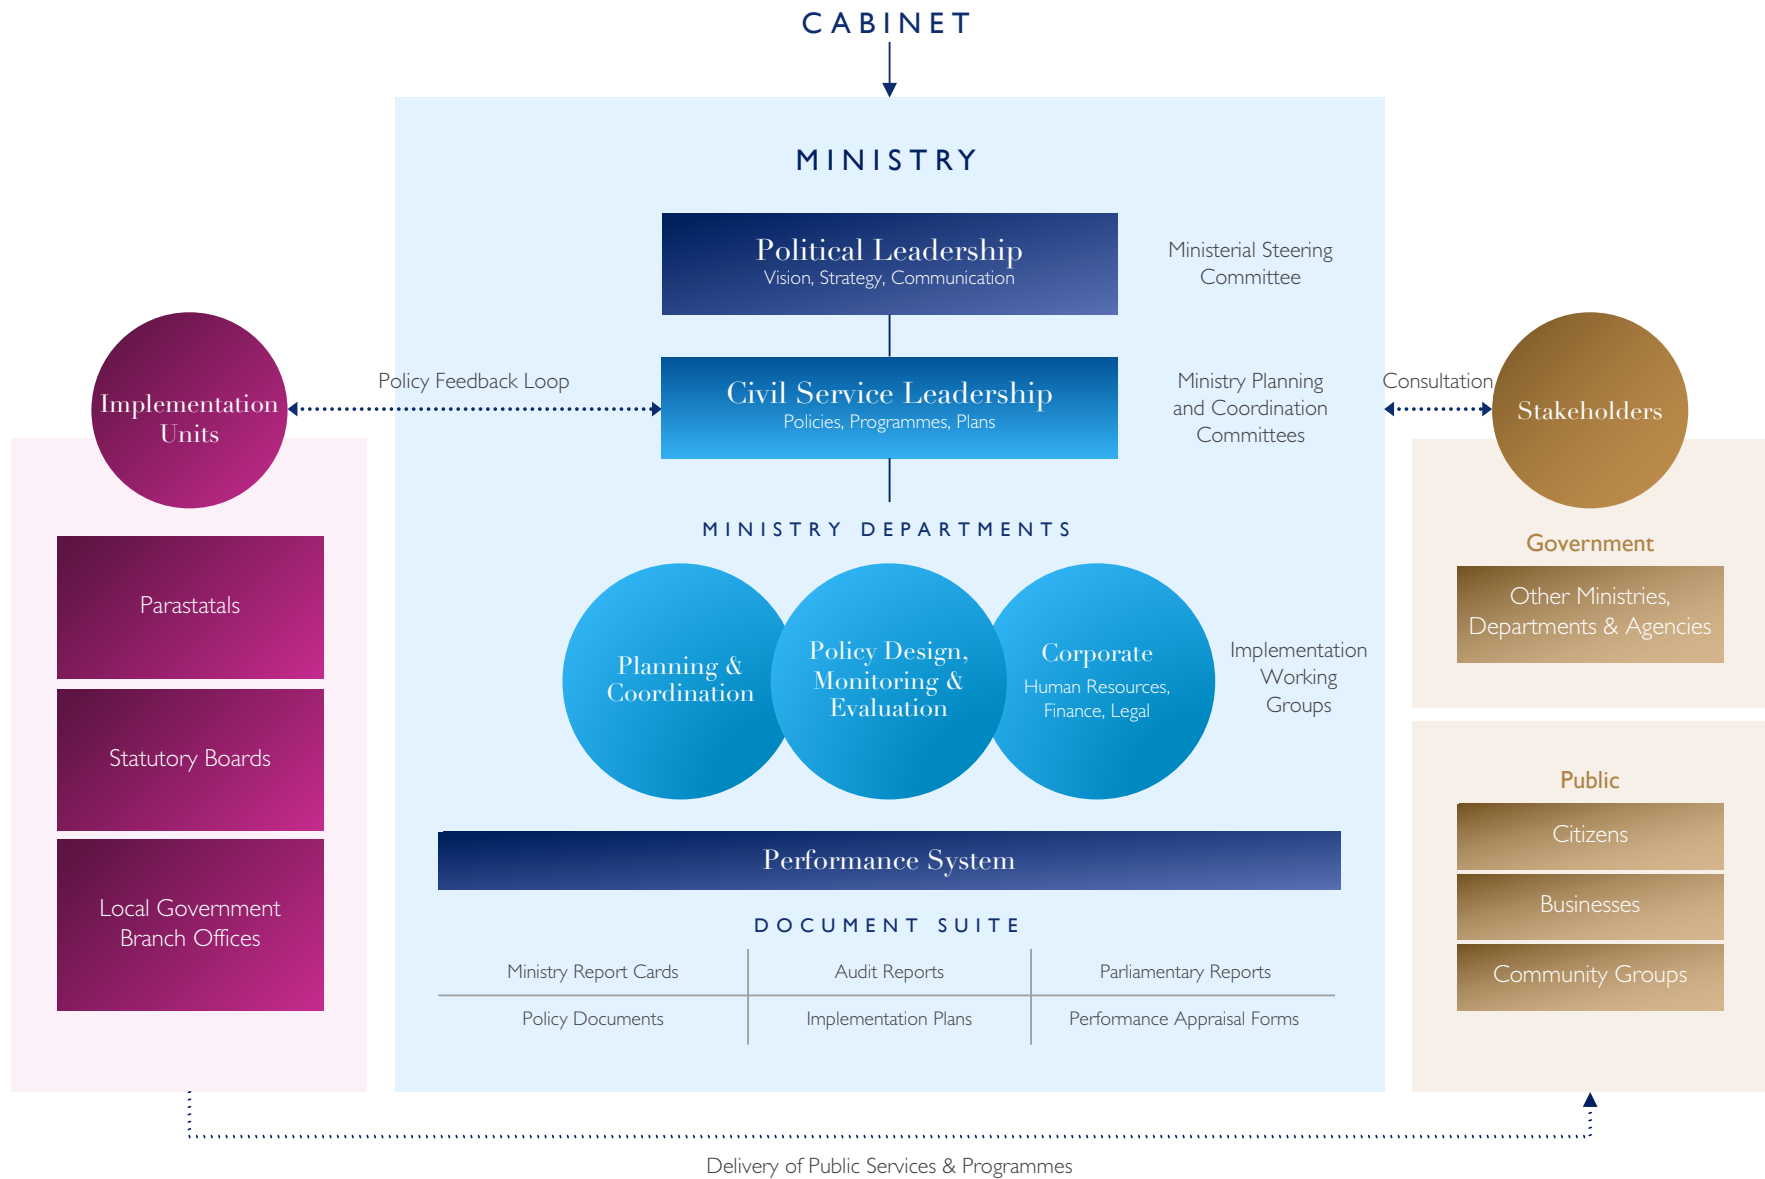 CABINET
MINISTRY
Political Leadership
Vision, Strategy, Communication
Ministerial Steering
Committee
Policy Feedback Loop
Civil Service Leadership
Policies, Programmes, Plans
Ministry Planning
and Coordination
Committees
Consultation
Implementation
Units
Stakeholders
Parastatals
Statutory Boards
Local Government
Branch Offices
MINISTRY DEPARTMENTS
Planning &
Coordination
Policy Design,
Monitoring &
Evaluation
Corporate
Human Resources,
Finance, Legal
Implementation
Working
Groups
Performance System
DOCUMENT SUITE
Ministry Report Cards
Audit Reports
Parliamentary Reports
Policy Documents
Implementation Plans
Performance Appraisal Forms
Government
Other Ministries,
Departments & Agencies
Public
Citizens
Businesses
Community Groups
Delivery of Public Services & Programmes